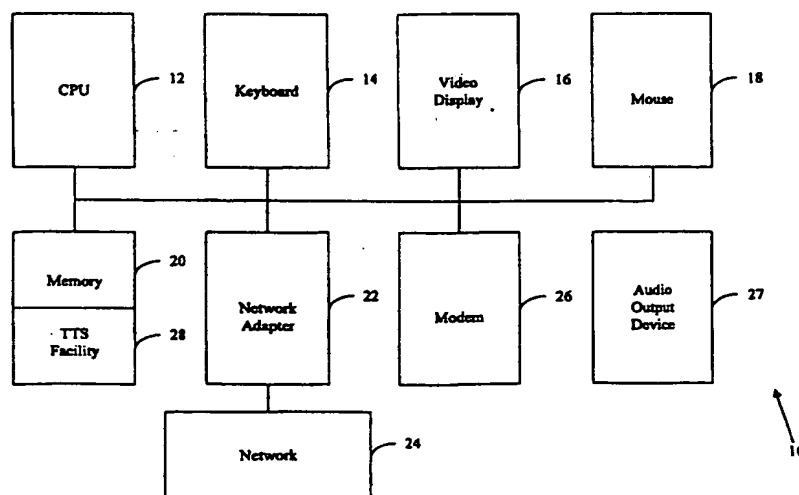 CPU
12
Keyboard
14
Video
Display
16
Mouse
18
Memory
20
TTS
Facility
28
Network
Adapter
22
Modem
26
Audio
Output
Device
27
Network
24